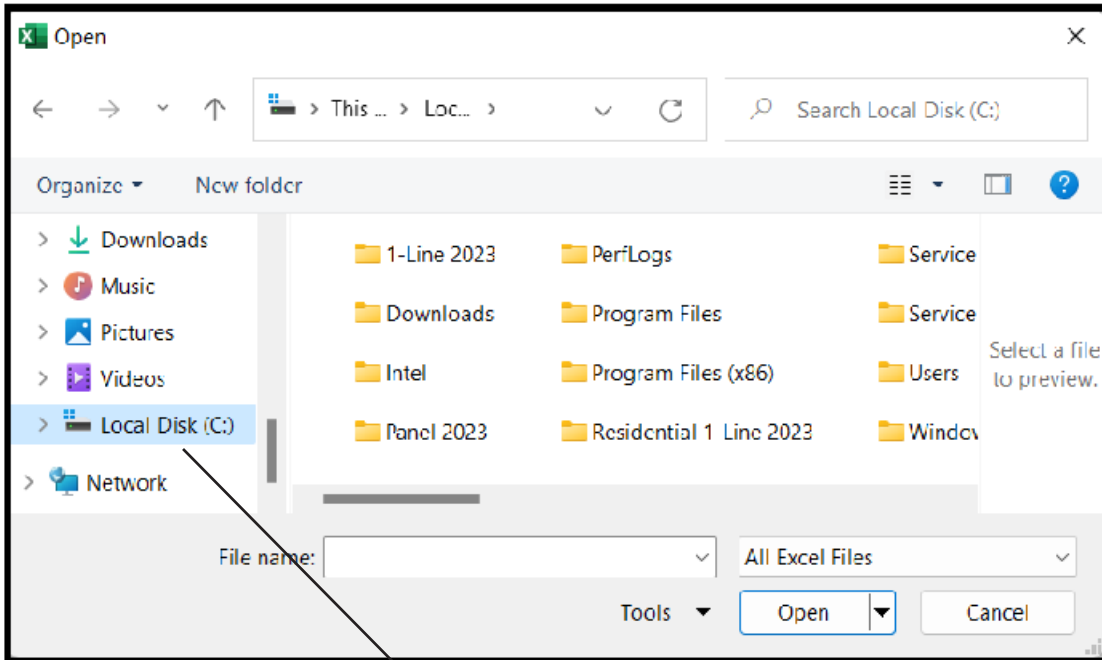 Open
This ... > Loc... >
Search Local Disk (C:)
Organize
New folder
Downloads
Music
Pictures
Videos
Local Disk (C:)
Network
1-Line 2023
PerfLogs
Service
Downloads
Program Files
Service
Intel
Program Files (x86)
Users
Panel 2023
Residential 1 Line 2023
Window
Select a file
to preview.
File name:
All Excel Files
Tools
Open
Cancel